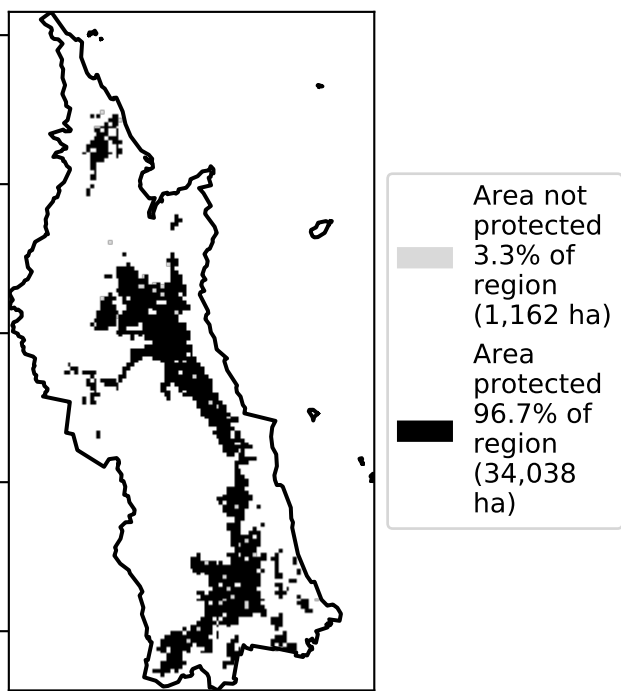 Area not
protected
3.3% of
region
(1,162 ha)
Area
protected
96.7% of
region
(34,038
ha)